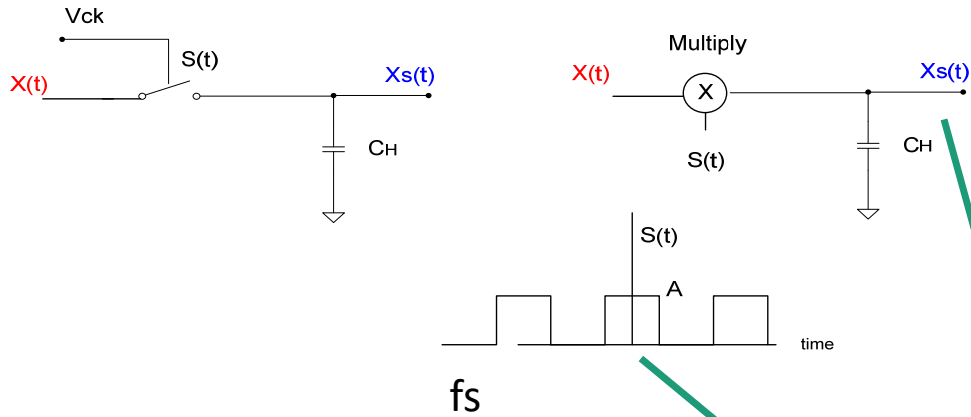 Vck
S(t)
X(t)
Xs(t)
CH
Multiply
X(t)
X
Xs(t)
S(t)
CH
S(t)
A
time
fs